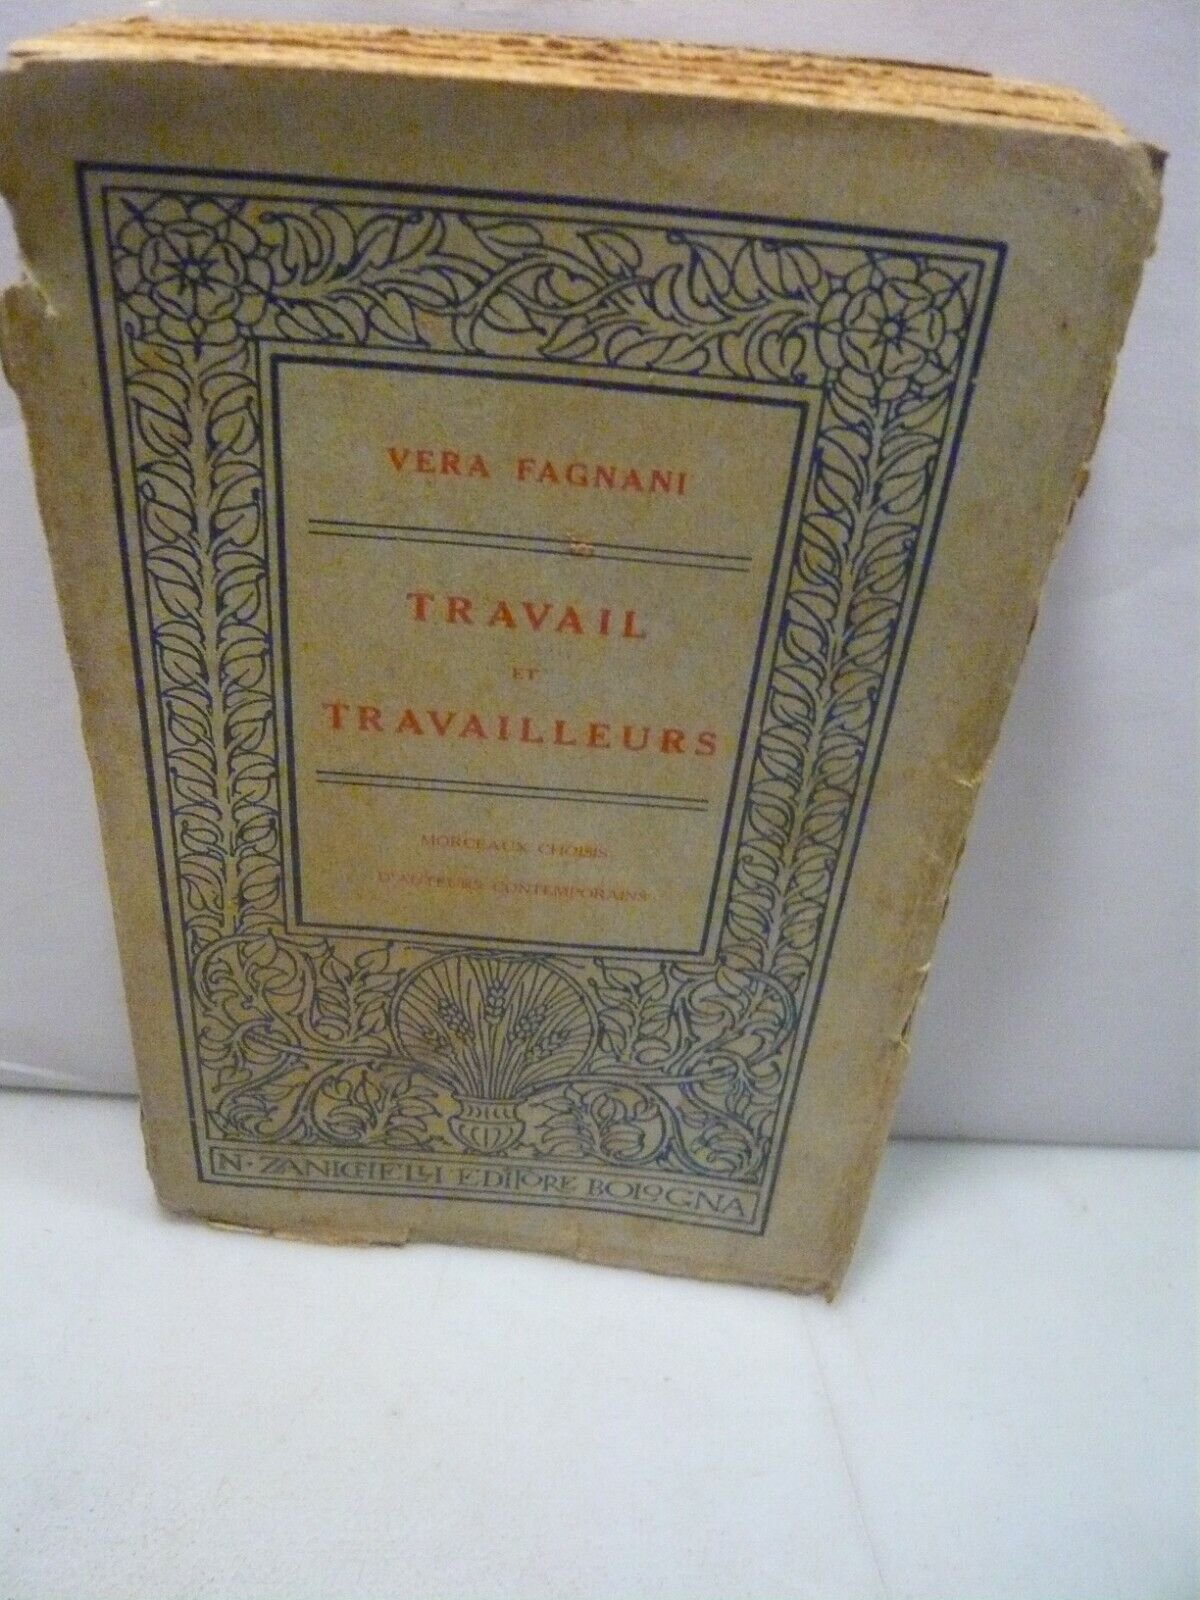 VERA FAGNANI
TRAVAIL
ET
TRAVAILLEURS
MORCEAUX CHOISIS
D'AUTEURS CONTEMPORAINS
N. ZANICHELLI EDITORE BOLOGNA